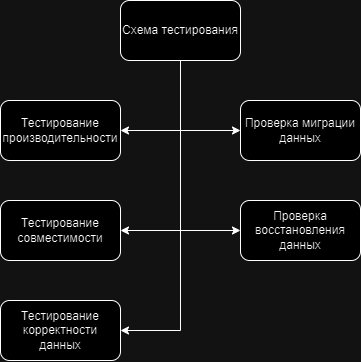 Схема тестирования
Тестирование
производительности
Проверка миграции
данных
Тестирование
совместимости
Проверка
восстановления
данных
Тестирование
корректности
данных